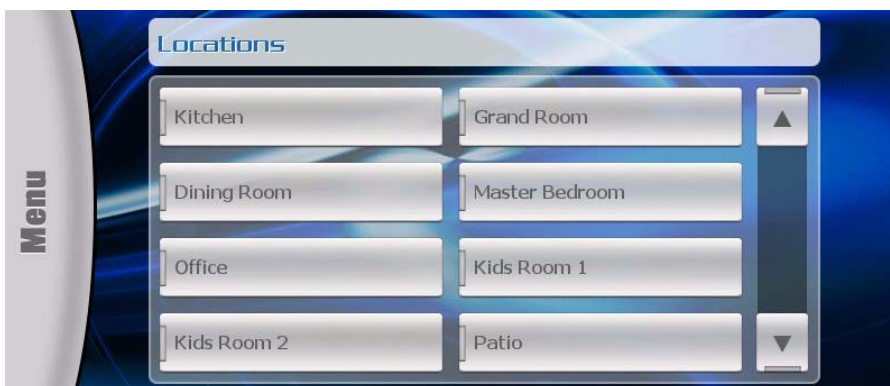 Locations
Menu
Kitchen
Grand Room
Dining Room
Master Bedroom
Office
Kids Room 1
Kids Room 2
Patio